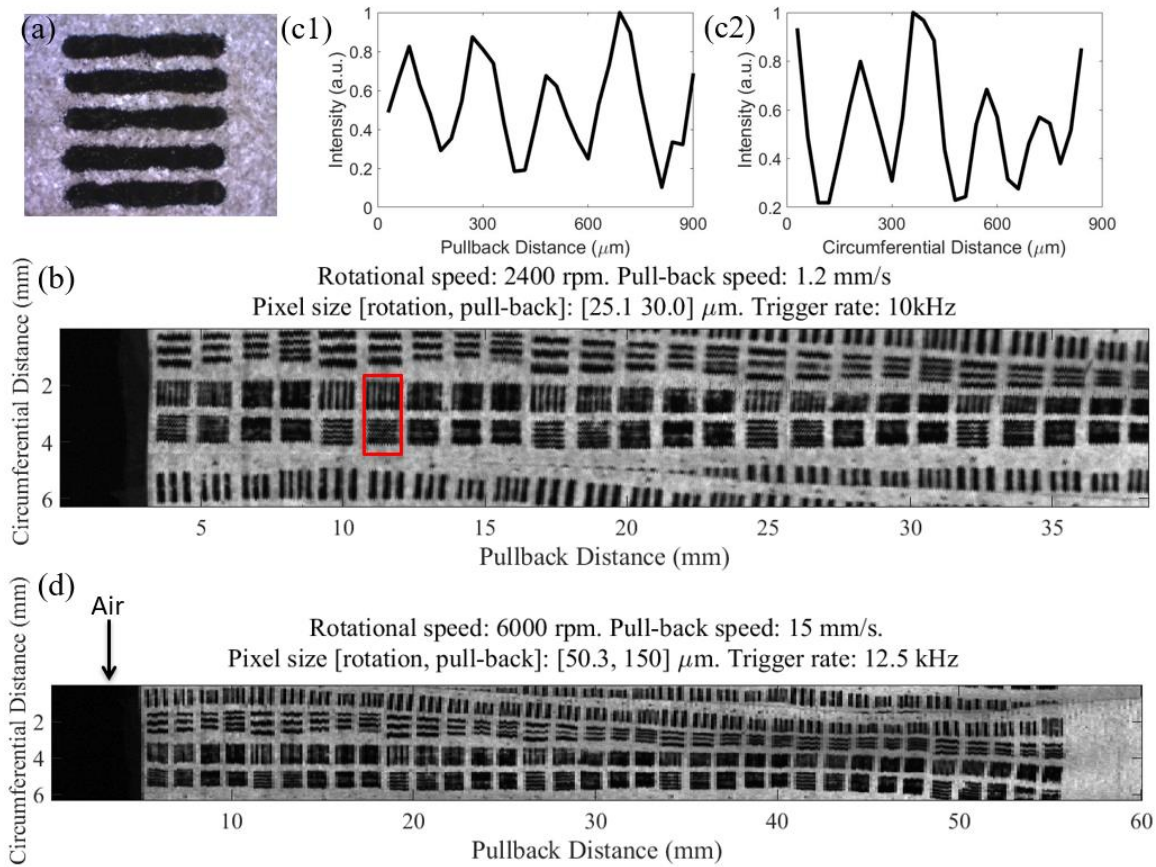 (a)
(c1)
1
0.8
0.6
0.4
0.2
0
Intensity (a.u.)
0
300
600
900
Pullback Distance (μm)
(c2)
1
0.8
0.6
0.4
0.2
Intensity (a.u.)
0
300
600
900
Circumferential Distance (μm)
(b)
Rotational speed: 2400 rpm. Pull-back speed: 1.2 mm/s
Pixel size [rotation, pull-back]: [25.1 30.0] μm. Trigger rate: 10kHz
Circumferential Distance (mm)
2
4
6
5
10
15
20
25
30
35
Pullback Distance (mm)
(d)
Air
Rotational speed: 6000 rpm. Pull-back speed: 15 mm/s.
Pixel size [rotation, pull-back]: [50.3, 150] μm. Trigger rate: 12.5 kHz
Circumferential Distance (mm)
2
4
6
10
20
30
40
50
60
Pullback Distance (mm)